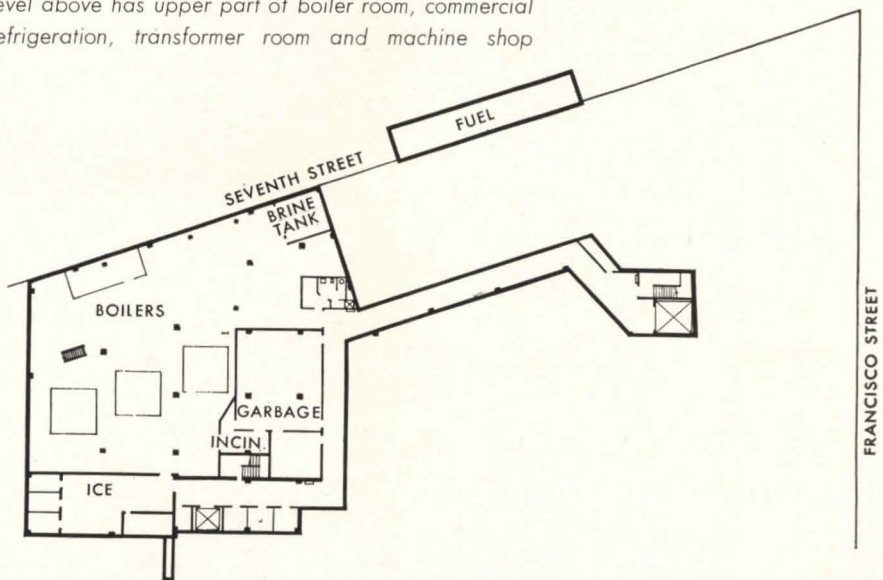 evel above has upper part of boiler room, commercial
efrigeration, transformer room and machine shop
FUEL
SEVENTH STREET
BRINE
TANK
BOILERS
GARBAGE
INCIN.
ICE
FRANCISCO STREET